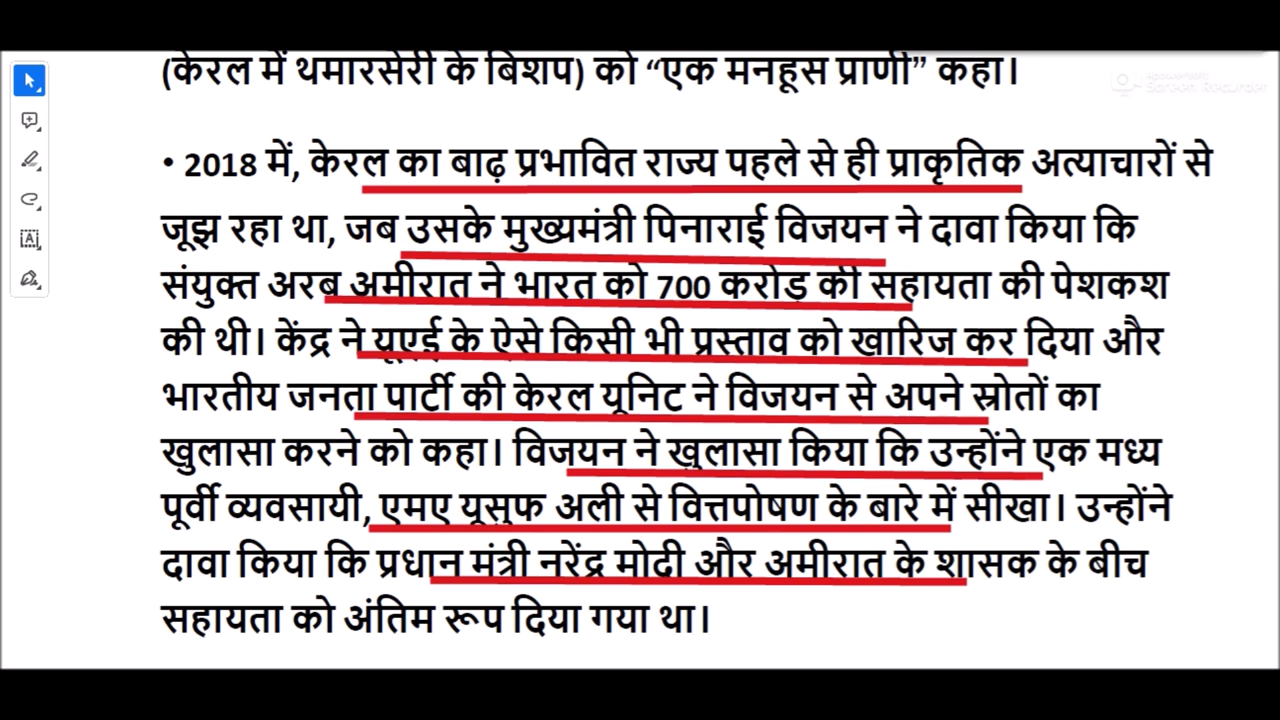 (केरल में थमारसेरी के बिशप) को “एक मनहूस प्राणी” कहा।
Screen Recorder
• 2018 में, केरल का बाढ़ प्रभावित राज्य पहले से ही प्राकृतिक अत्याचारों से
जूझ रहा था, जब उसके मुख्यमंत्री पिनाराई विजयन ने दावा किया कि
संयुक्त अरब अमीरात ने भारत को 700 करोड़ की सहायता की पेशकश
की थी। केंद्र ने यूएई के ऐसे किसी भी प्रस्ताव को खारिज कर दिया और
भारतीय जनता पार्टी की केरल यूनिट ने विजयन से अपने स्रोतों का
खुलासा करने को कहा। विजयन ने खुलासा किया कि उन्होंने एक मध्य
पूर्वी व्यवसायी, एमए यूसुफ अली से वित्तपोषण के बारे में सीखा। उन्होंने
दावा किया कि प्रधान मंत्री नरेंद्र मोदी और अमीरात के शासक के बीच
सहायता को अंतिम रूप दिया गया था।